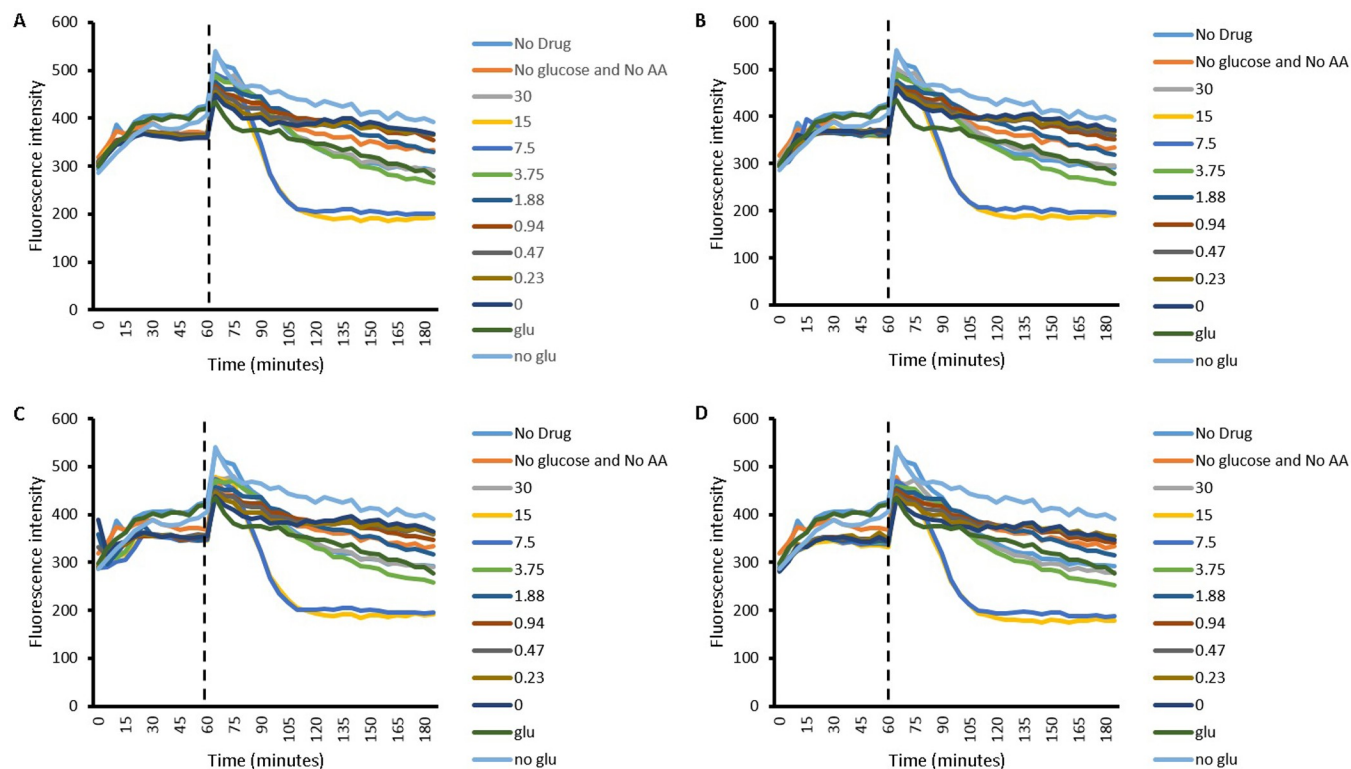 A
Fluorescence intensity
600
500
400
300
200
100
0
0 15 30 45 60 75 90 105 120 135 150 165 180
Time (minutes)
No Drug
No glucose and No AA
30
15
7.5
3.75
1.88
0.94
0.47
0.23
0
glu
no glu
B
Fluorescence intensity
600
500
400
300
200
100
0
0 15 30 45 60 75 90 105 120 135 150 165 180
Time (minutes)
No Drug
No glucose and No AA
30
15
7.5
3.75
1.88
0.94
0.47
0.23
0
glu
no glu
C
Fluorescence intensity
600
500
400
300
200
100
0
0 15 30 45 60 75 90 105 120 135 150 165 180
Time (minutes)
No Drug
No glucose and No AA
30
15
7.5
3.75
1.88
0.94
0.47
0.23
0
glu
no glu
D
Fluorescence intensity
600
500
400
300
200
100
0
0 15 30 45 60 75 90 105 120 135 150 165 180
Time (minutes)
No Drug
No glucose and No AA
30
15
7.5
3.75
1.88
0.94
0.47
0.23
0
glu
no glu